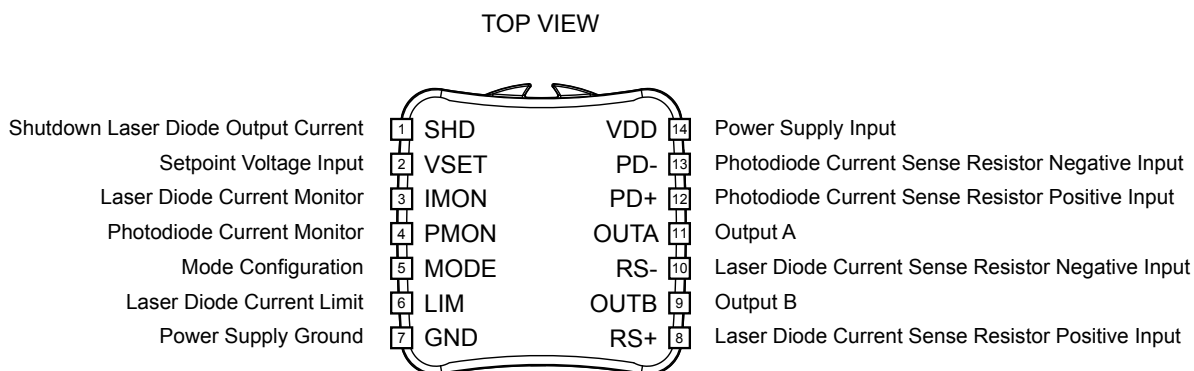 TOP VIEW
Shutdown Laser Diode Output Current 1 SHD VDD 14 Power Supply Input
Setpoint Voltage Input 2 VSET PD- 13 Photodiode Current Sense Resistor Negative Input
Laser Diode Current Monitor 3 IMON PD+ 12 Photodiode Current Sense Resistor Positive Input
Photodiode Current Monitor 4 PMON OUTA 11 Output A
Mode Configuration 5 MODE RS- 10 Laser Diode Current Sense Resistor Negative Input
Laser Diode Current Limit 6 LIM OUTB 9 Output B
Power Supply Ground 7 GND RS+ 8 Laser Diode Current Sense Resistor Positive Input